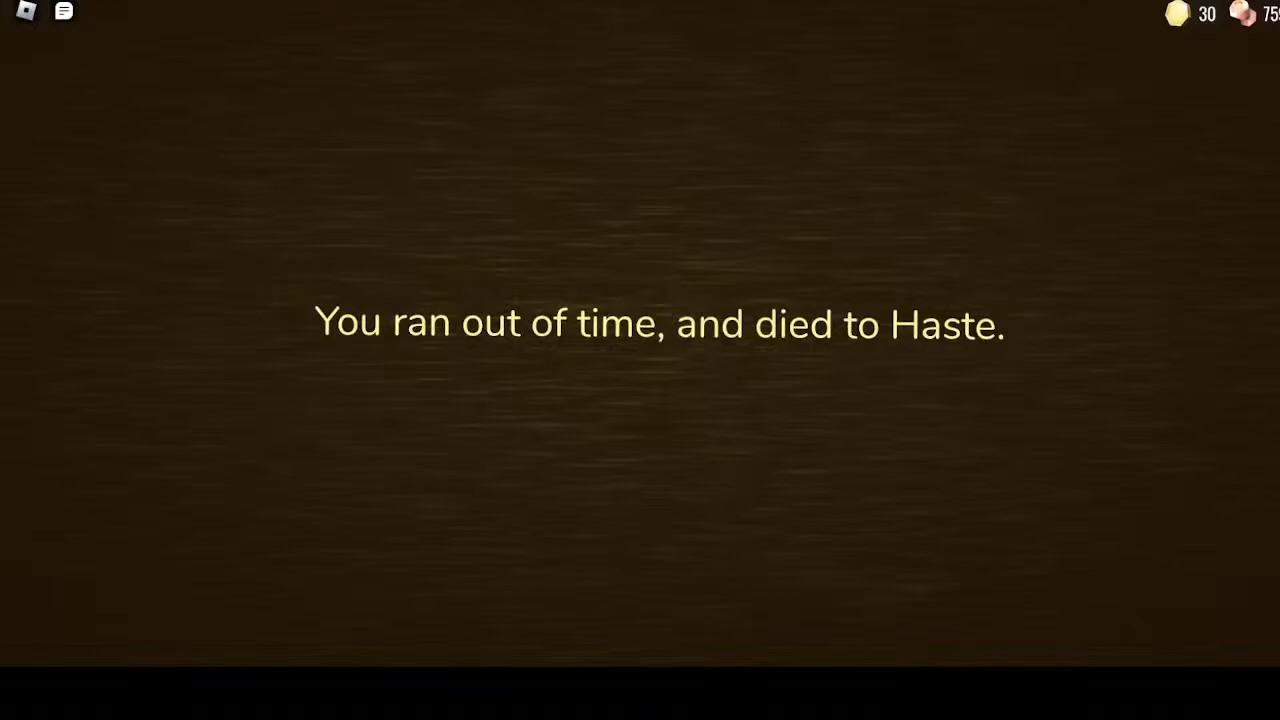 30
You ran out of time, and died to Haste.